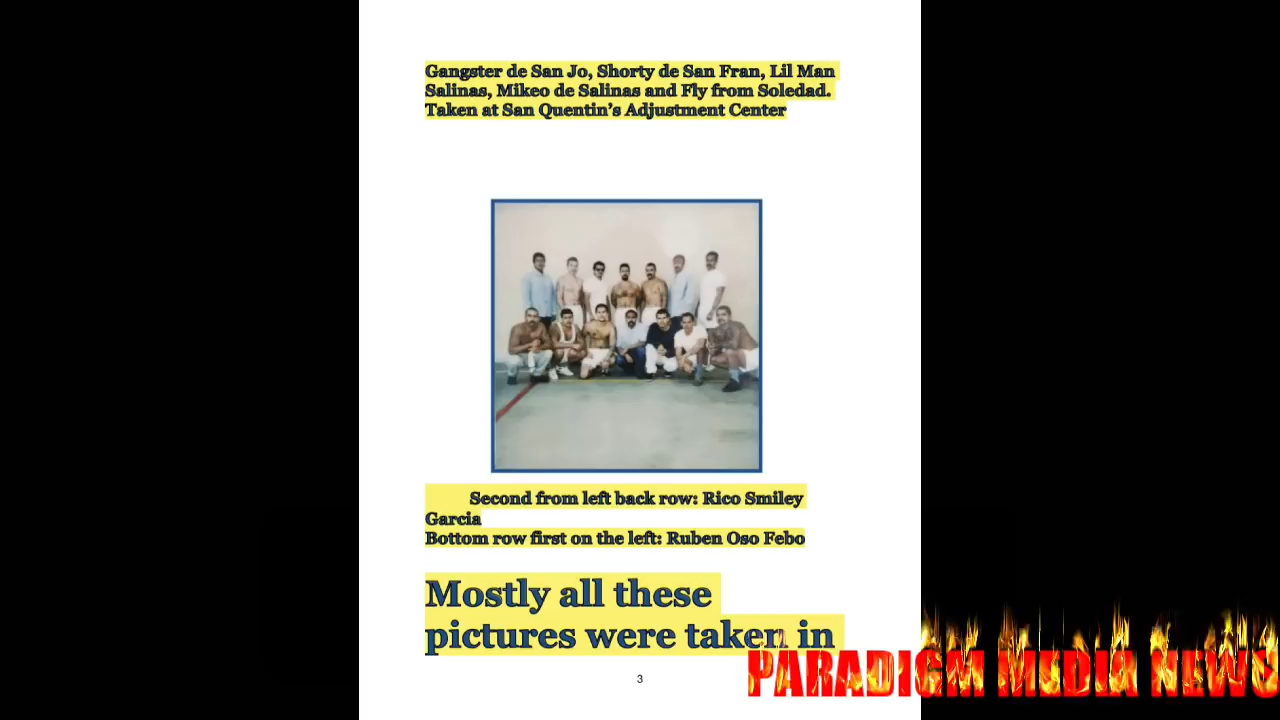 Gangster de San Jo, Shorty de San Fran, Lil Man
Salinas, Mikeo de Salinas and Fly from Soledad.
Taken at San Quentin's Adjustment Center
Second from left back row: Rico Smiley
Garcia
Bottom row first on the left: Ruben Oso Febo
Mostly all these
pictures were taken in
3
PARADIGM MEDIA NEWS